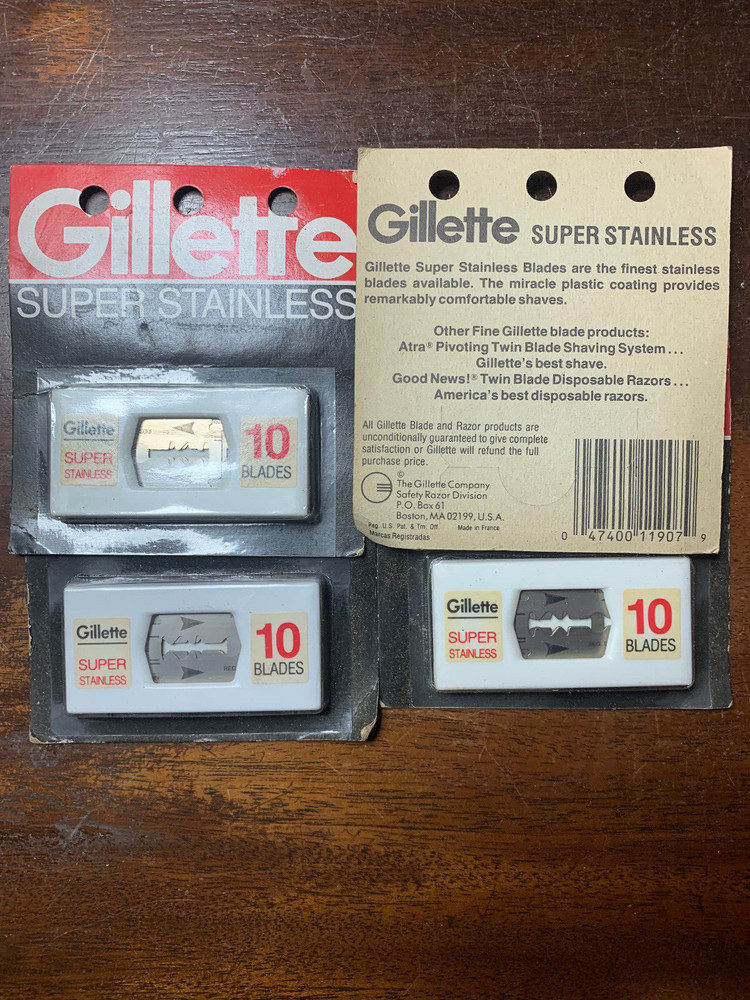 Gillette
SUPER STAINLESS
Gillette
SUPER
STAINLESS
10
BLADES
Gillette
SUPER
STAINLESS
10
BLADES
Gillette SUPER STAINLESS
Gillette Super Stainless Blades are the finest stainless
blades available. The miracle plastic coating provides
remarkably comfortable shaves.
Other Fine Gillette blade products:
Atra® Pivoting Twin Blade Shaving System...
Gillette's best shave.
Good News!® Twin Blade Disposable Razors...
America's best disposable razors.
All Gillette Blade and Razor products are
unconditionally guaranteed to give complete
satisfaction or Gillette will refund the full
purchase price.
©
The Gillette Company
Safety Razor Division
P.O. Box 61
Boston, MA 02199, U.S.A.
Reg. U.S. Pat. & Tm. Off. Made in France
Marcas Registradas
0 47400 11907 9
Gillette
SUPER
STAINLESS
10
BLADES